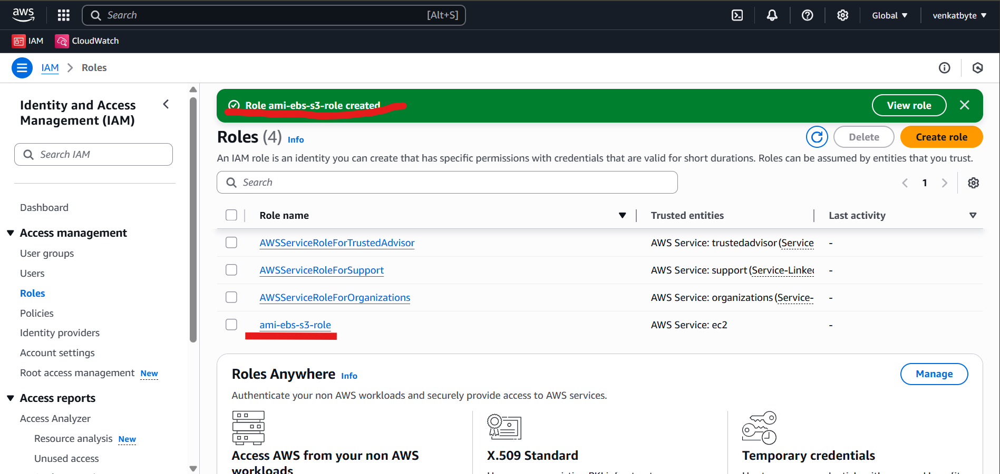 aws
Search [Alt+S]
Global
venkatbyte
IAM
CloudWatch
IAM > Roles
Identity and Access
Management (IAM)
Search IAM
Dashboard
Access management
User groups
Users
Roles
Policies
Identity providers
Account settings
Root access management New
Access reports
Access Analyzer
Resource analysis New
Unused access
Role ami-ebs-s3-role created
View role
Roles (4) Info
Delete
Create role
An IAM role is an identity you can create that has specific permissions with credentials that are valid for short durations. Roles can be assumed by entities that you trust.
Search
1
Role name Trusted entities Last activity
AWSServiceRoleForTrustedAdvisor AWS Service: trustedadvisor (Service -
AWSServiceRoleForSupport AWS Service: support (Service-Linked -
AWSServiceRoleForOrganizations AWS Service: organizations (Service- -
ami-ebs-s3-role AWS Service: ec2 -
Roles Anywhere Info
Manage
Authenticate your non AWS workloads and securely provide access to AWS services.
Access AWS from your non AWS
workloads
X.509 Standard
Temporary credentials